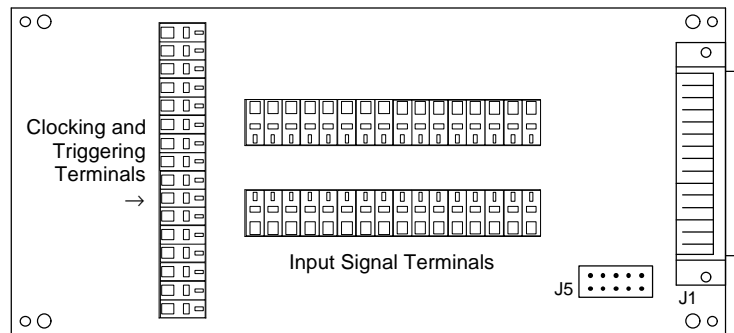 Clocking and
Triggering
Terminals
→
Input Signal Terminals
J5
J1